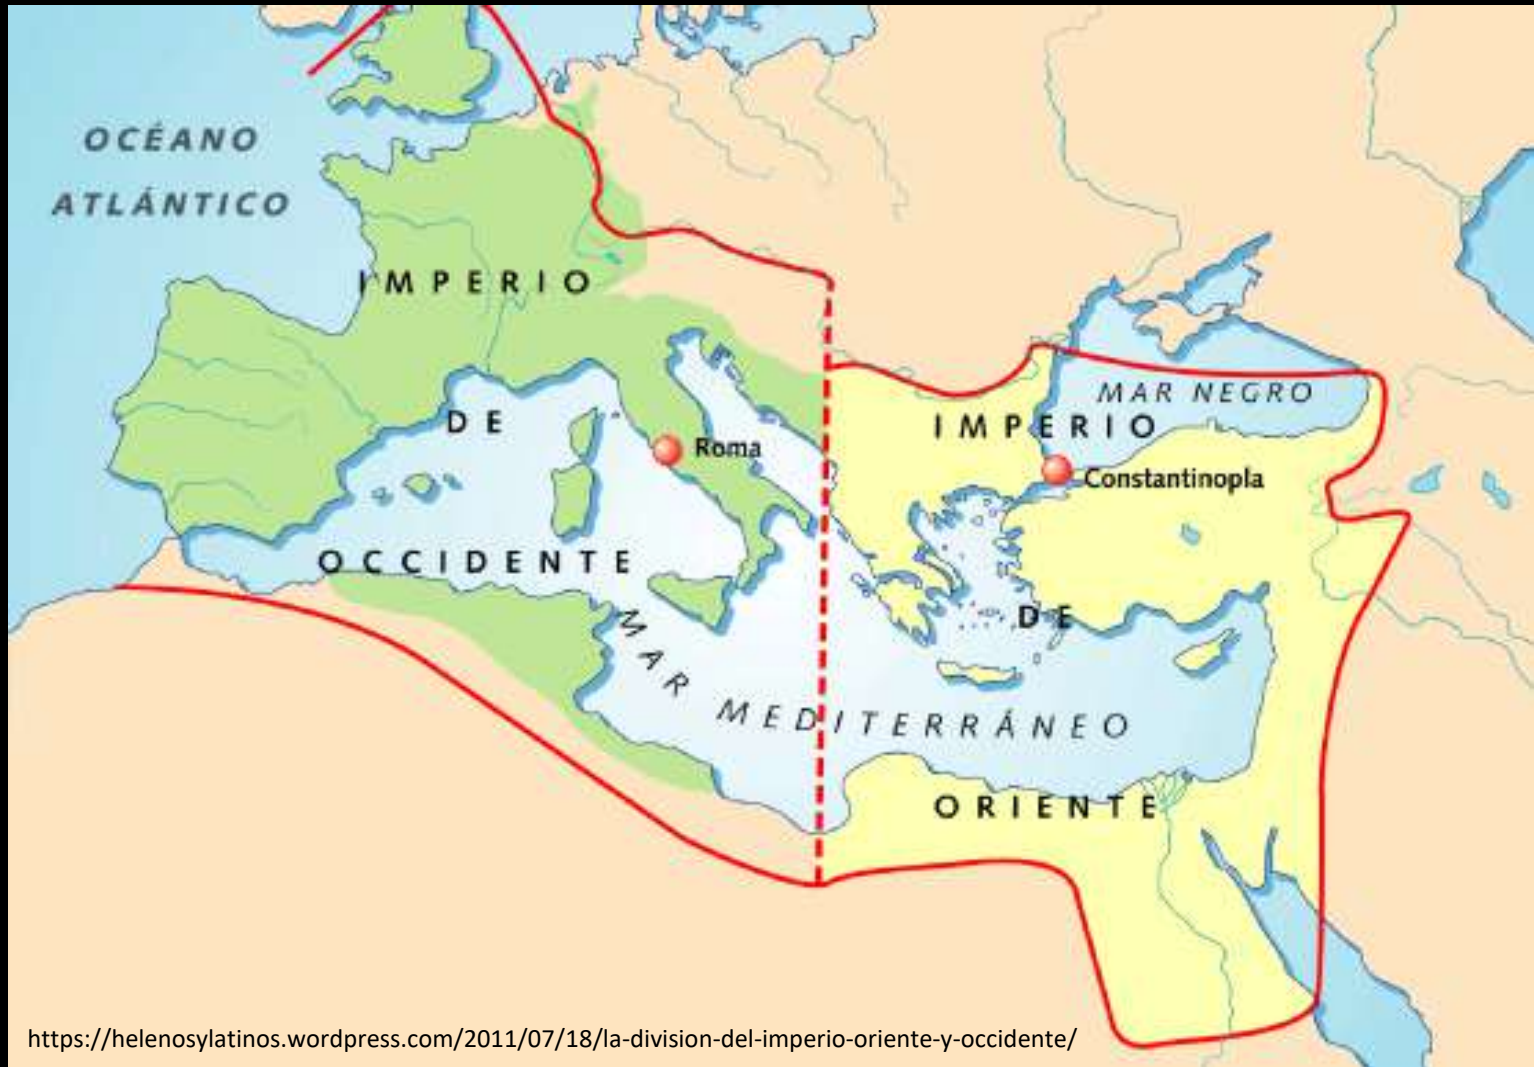 OCÉANO
ATLÁNTICO
IMPERIO
DE
OCCIDENTE
Roma
MAR MEDITERRÁNEO
MAR NEGRO
IMPERIO
Constantinopla
DE
ORIENTE
https://helenosylatinos.wordpress.com/2011/07/18/la-division-del-imperio-oriente-y-occidente/